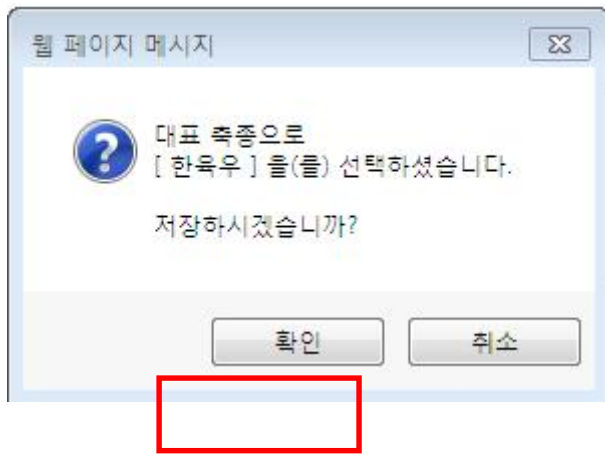 웹 페이지 메시지
대표 축종으로
[ 한육우 ] 을(를) 선택하셨습니다.
저장하시겠습니까?
확인
취소